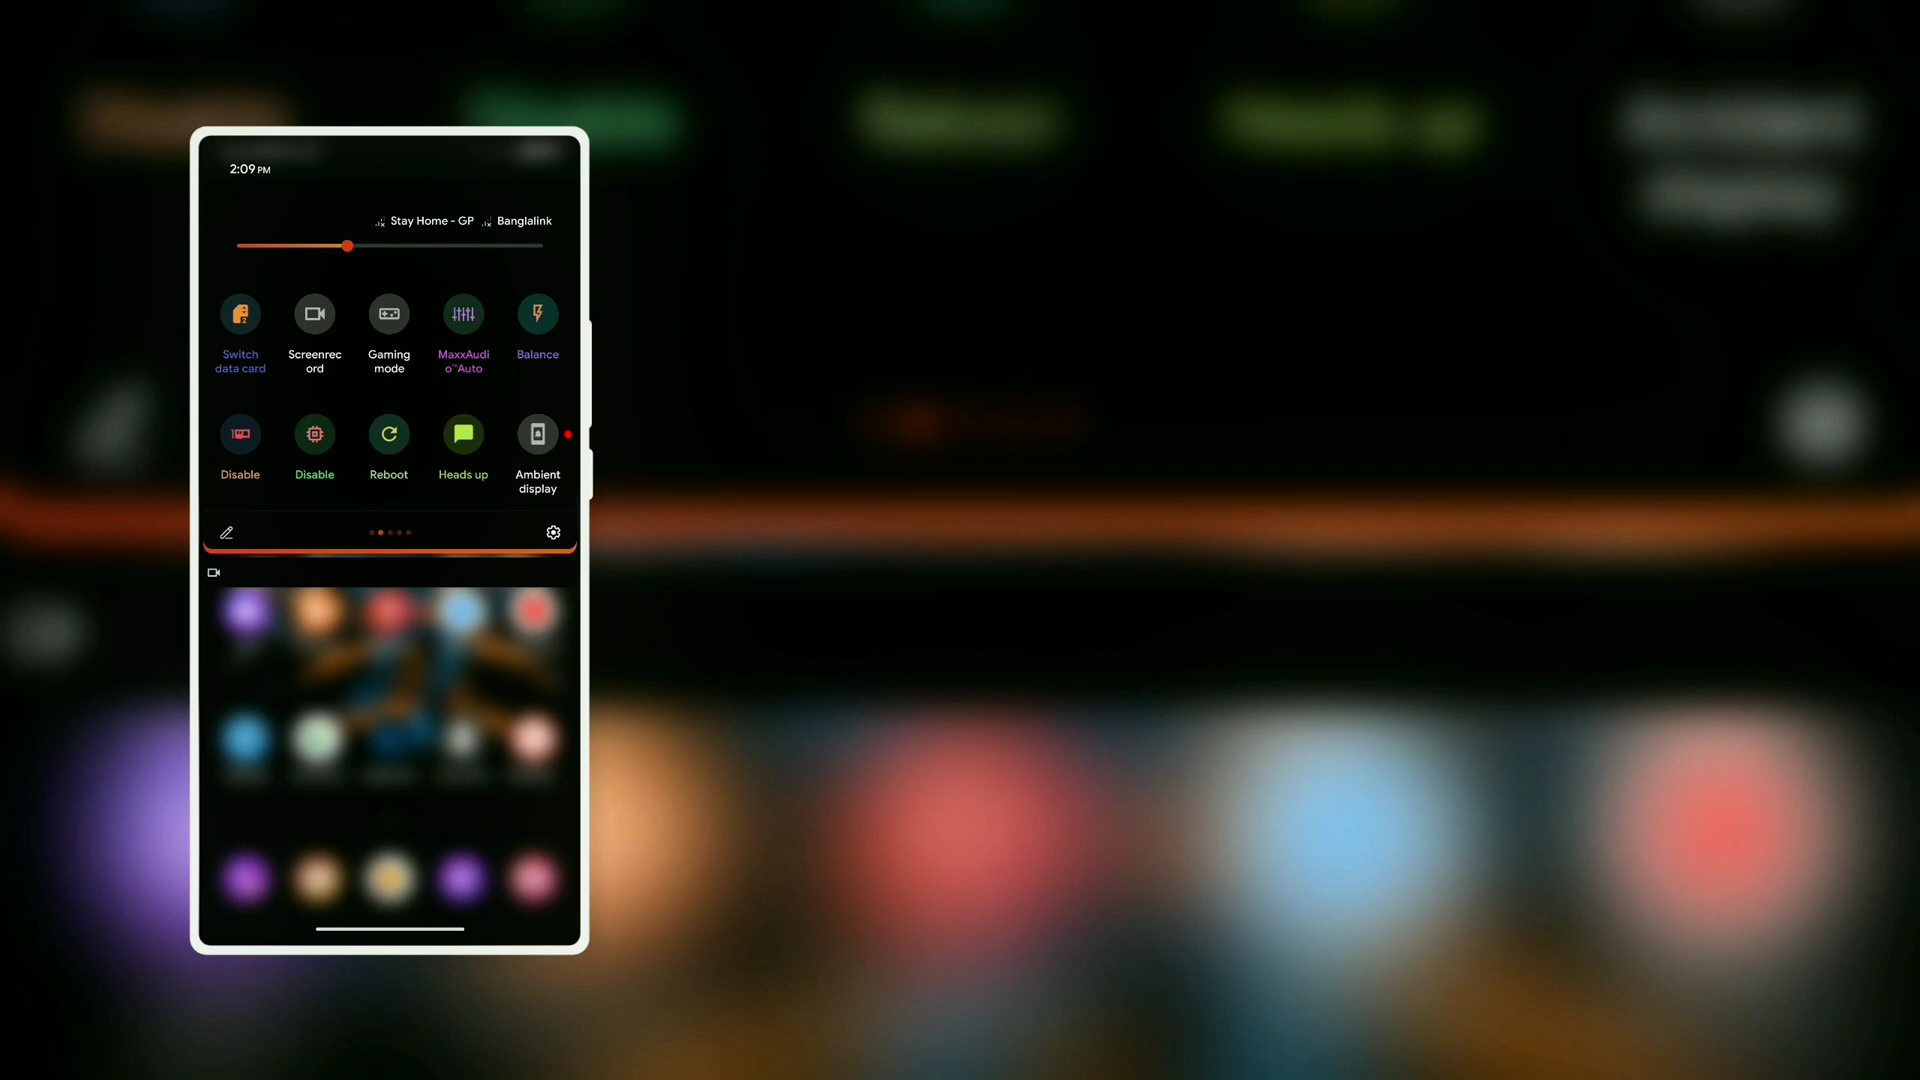 2:09 PM
Stay Home - GP Banglalink
Switch
data card
Screenrec
ord
Gaming
mode
MaxxAudi
o™Auto
Balance
Disable
Disable
Reboot
Heads up
Ambient
display